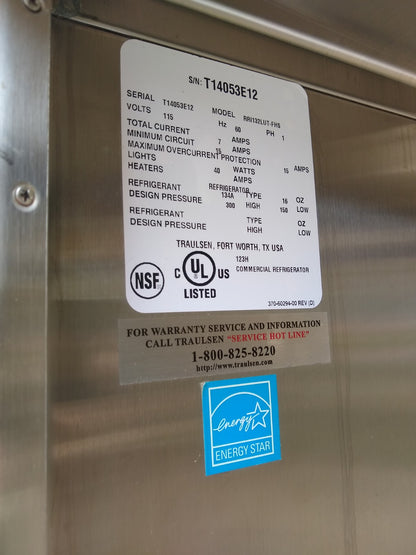 S/N: T14053E12
SERIAL T14053E12 MODEL RRI132LUT-FHS
VOLTS 115 Hz 60 PH 1
TOTAL CURRENT 7 AMPS
MINIMUM CIRCUIT 15 AMPS
MAXIMUM OVERCURRENT PROTECTION 15 AMPS
LIGHTS 40 WATTS
HEATERS AMPS
REFRIGERATOR
REFRIGERANT 134A TYPE 16 OZ
DESIGN PRESSURE 300 HIGH 150 LOW
REFRIGERANT TYPE OZ
DESIGN PRESSURE HIGH LOW
TRAULSEN, FORT WORTH, TX USA
NSF
C UL US
LISTED
123H
COMMERCIAL REFRIGERATOR
370-60294-00 REV (D)
FOR WARRANTY SERVICE AND INFORMATION
CALL TRAULSEN "SERVICE HOT LINE"
1-800-825-8220
http://www.traulsen.com
energy
ENERGY STAR